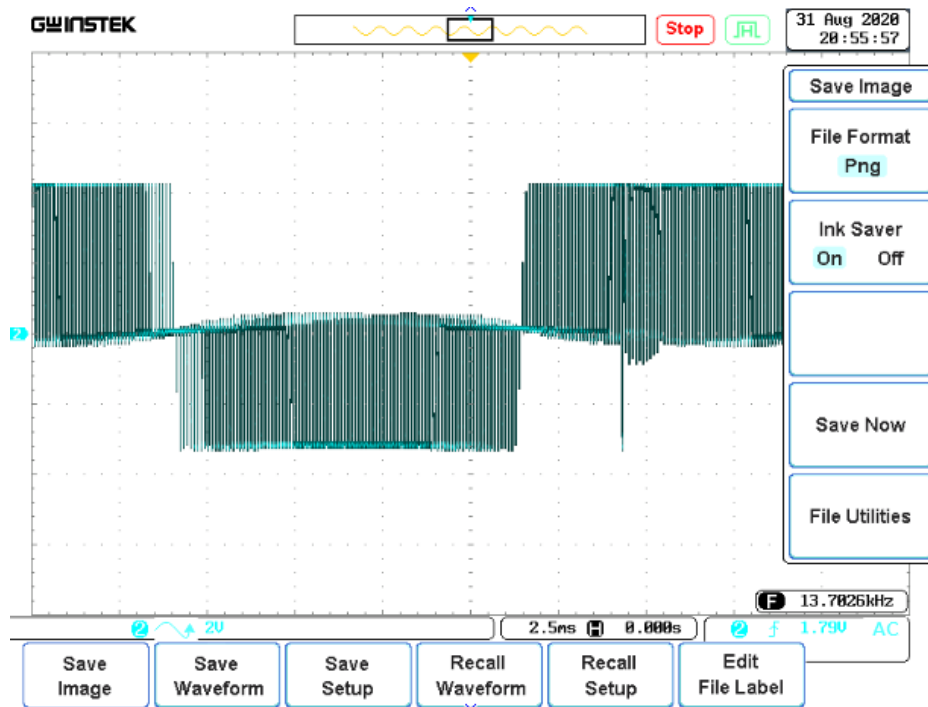 GWINSTEK
Stop
31 Aug 2020
20:55:57
Save Image
File Format
Png
Ink Saver
On Off
Save Now
File Utilities
2
F 13.7026kHz
2 2V
2.5ms H 0.000s
2 1.79V AC
Save
Image
Save
Waveform
Save
Setup
Recall
Waveform
Recall
Setup
Edit
File Label